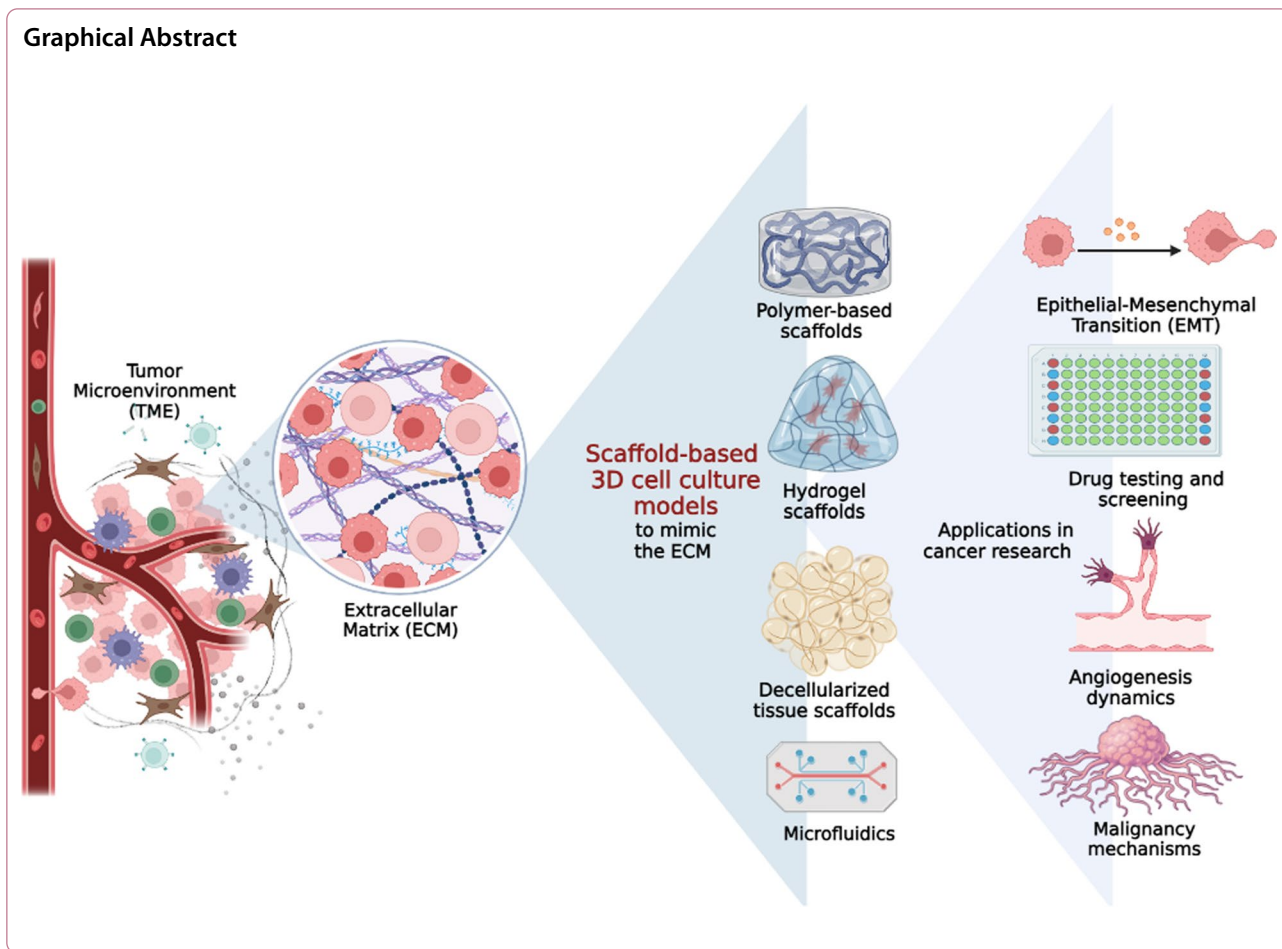 Graphical Abstract
Tumor
Microenvironment
(TME)
Extracellular
Matrix (ECM)
Scaffold-based
3D cell culture
models
to mimic
the ECM
Polymer-based
scaffolds
Hydrogel
scaffolds
Decellularized
tissue scaffolds
Microfluidics
Applications in
cancer research
Epithelial-Mesenchymal
Transition (EMT)
Drug testing and
screening
Angiogenesis
dynamics
Malignancy
mechanisms